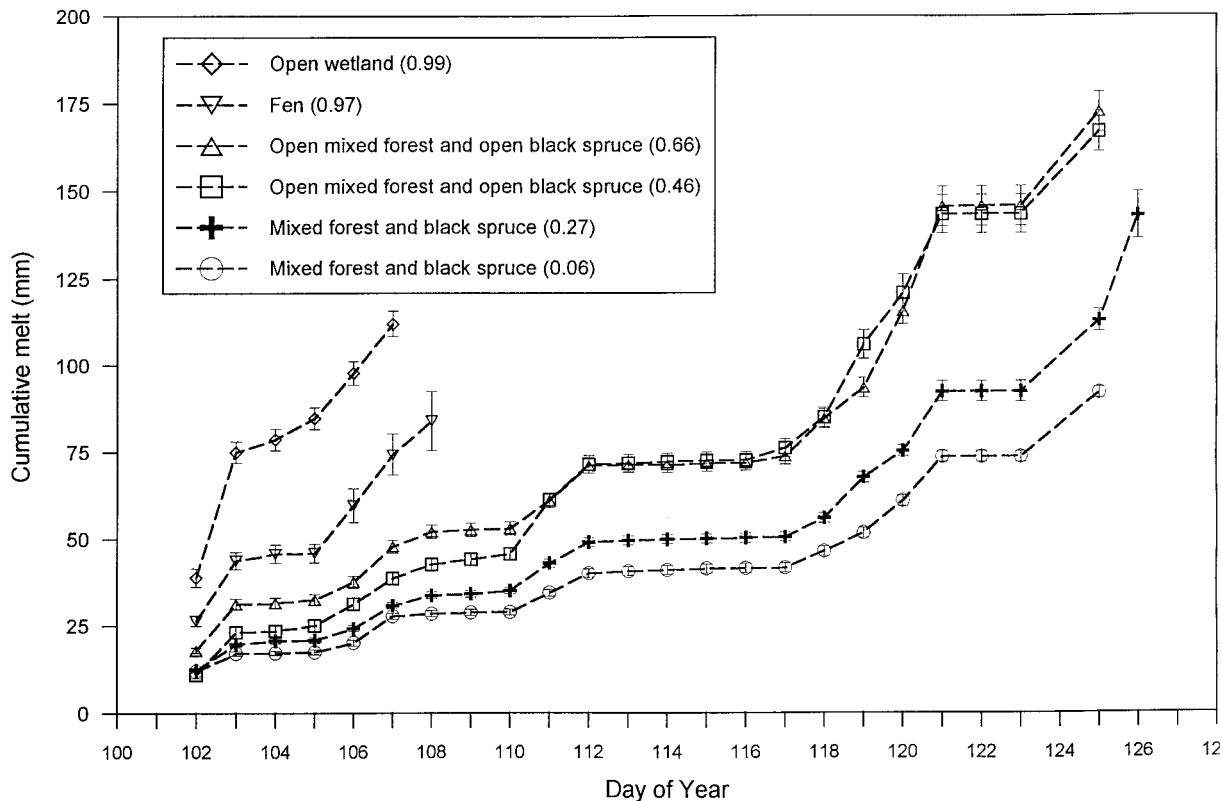 200
175
150
125
100
75
50
25
0
Cumulative melt (mm)
Open wetland (0.99)
Fen (0.97)
Open mixed forest and open black spruce (0.66)
Open mixed forest and open black spruce (0.46)
Mixed forest and black spruce (0.27)
Mixed forest and black spruce (0.06)
100 102 104 106 108 110 112 114 116 118 120 122 124 126
Day of Year